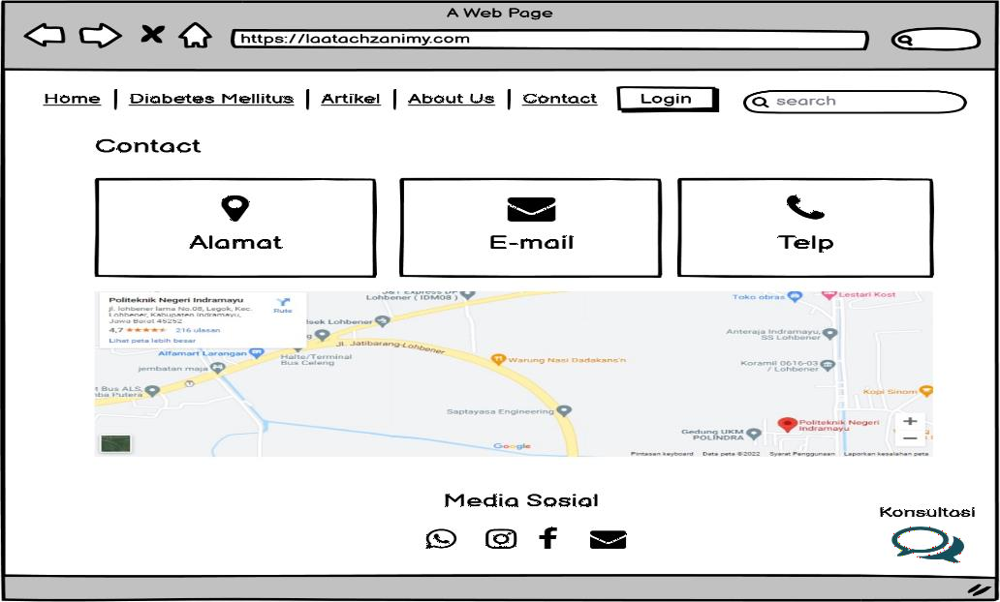 A Web Page
https://laatachzanimy.com
Home | Diabetes Mellitus | Artikel | About Us | Contact
Login
search
Contact
Alamat
E-mail
Telp
Politeknik Negeri Indramayu
Jl. lohbener lama No.08, Legok, Kec.
Lohbener, Kabupaten Indramayu,
Jawa Barat 45252
4,7
216 ulasan
Lihat peta lebih besar
Rute
J&T Express DP
Lohbener ( IDM08 )
Toko obras
Lestari Kost
lsek Lohbener
Anteraja Indramayu,
SS Lohbener
Jl. Jatibarang-Lohbener
Alfamart Larangan
Halte/Terminal
Bus Celeng
Warung Nasi Dadakans'n
Koramil 0616-03
/ Lohbener
jembatan maja
t Bus ALS,
mba Putera
Kopi Sinom
Saptayasa Engineering
Politeknik Negeri
Indramayu
Gedung UKM
POLINDRA
+
−
Google
Pintasan keyboard
Data peta ©2022
Syarat Penggunaan
Laporkan kesalahan peta
Media Sosial
Konsultasi